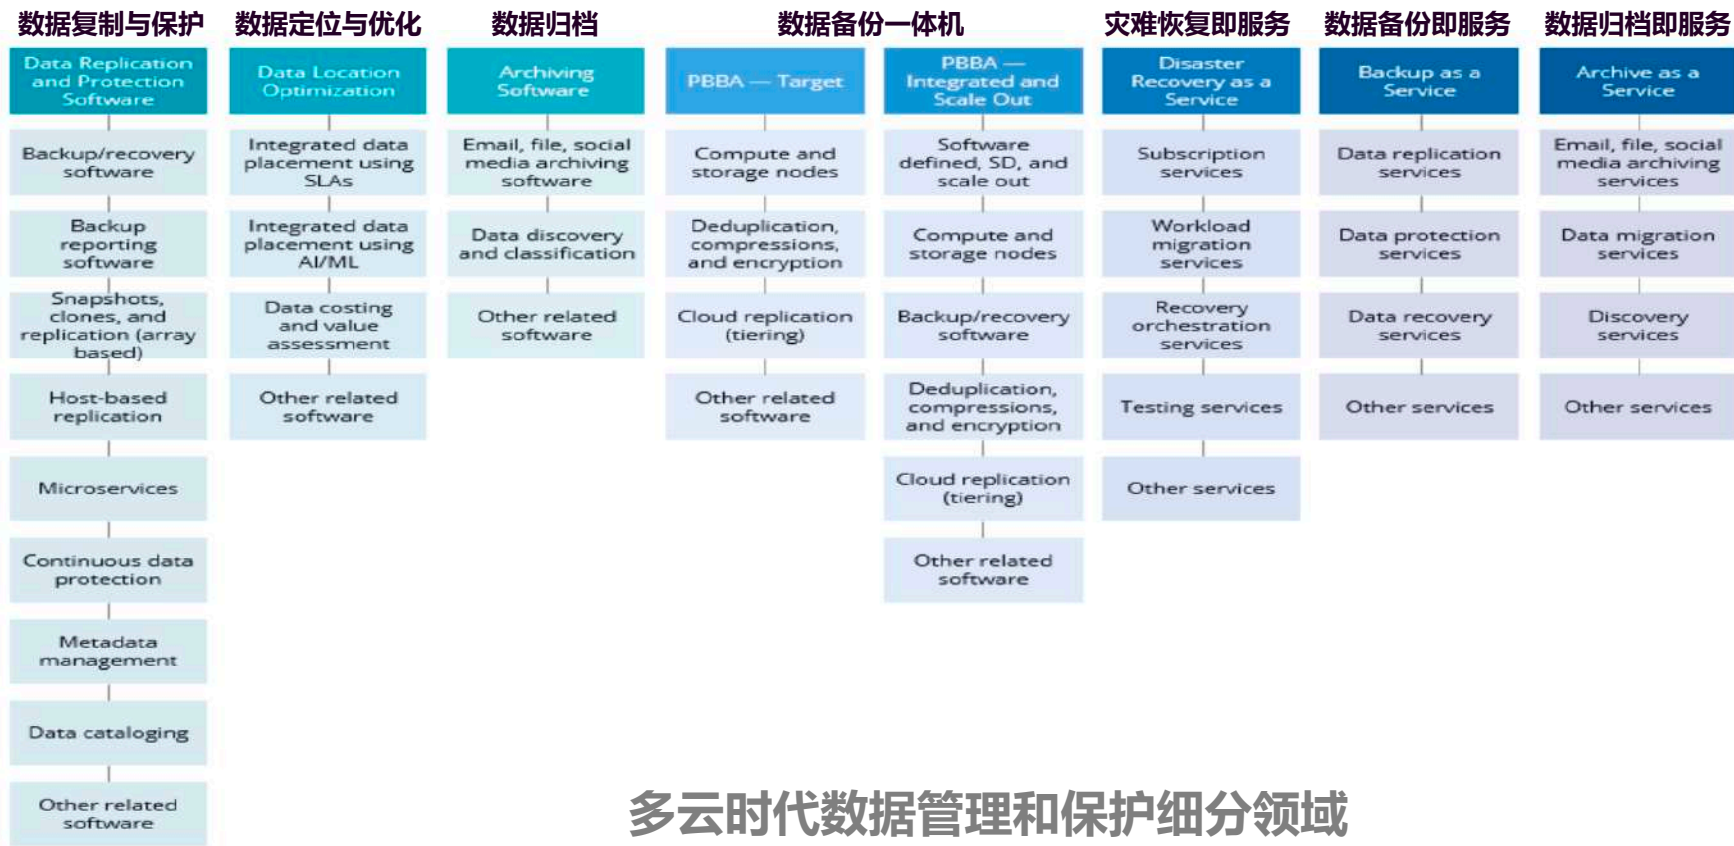 数据复制与保护
数据定位与优化
数据归档
数据备份一体机
灾难恢复即服务
数据备份即服务
数据归档即服务
Data Replication
and Protection
Software
Backup/recovery
software
Backup
reporting
software
Snapshots,
clones, and
replication (array
based)
Host-based
replication
Microservices
Continuous data
protection
Metadata
management
Data cataloging
Other related
software
Data Location
Optimization
Integrated data
placement using
SLAs
Integrated data
placement using
AI/ML
Data costing
and value
assessment
Other related
software
Archiving
Software
Email, file, social
media archiving
software
Data discovery
and classification
Other related
software
PBBA — Target
Compute and
storage nodes
Deduplication,
compressions,
and encryption
Cloud replication
(tiering)
Other related
software
PBBA —
Integrated and
Scale Out
Software
defined, SD, and
scale out
Compute and
storage nodes
Backup/recovery
software
Deduplication,
compressions,
and encryption
Cloud replication
(tiering)
Other related
software
Disaster
Recovery as a
Service
Subscription
services
Workload
migration
services
Recovery
orchestration
services
Testing services
Other services
Backup as a
Service
Data replication
services
Data protection
services
Data recovery
services
Other services
Archive as a
Service
Email, file, social
media archiving
services
Data migration
services
Discovery
services
Other services
多云时代数据管理和保护细分领域